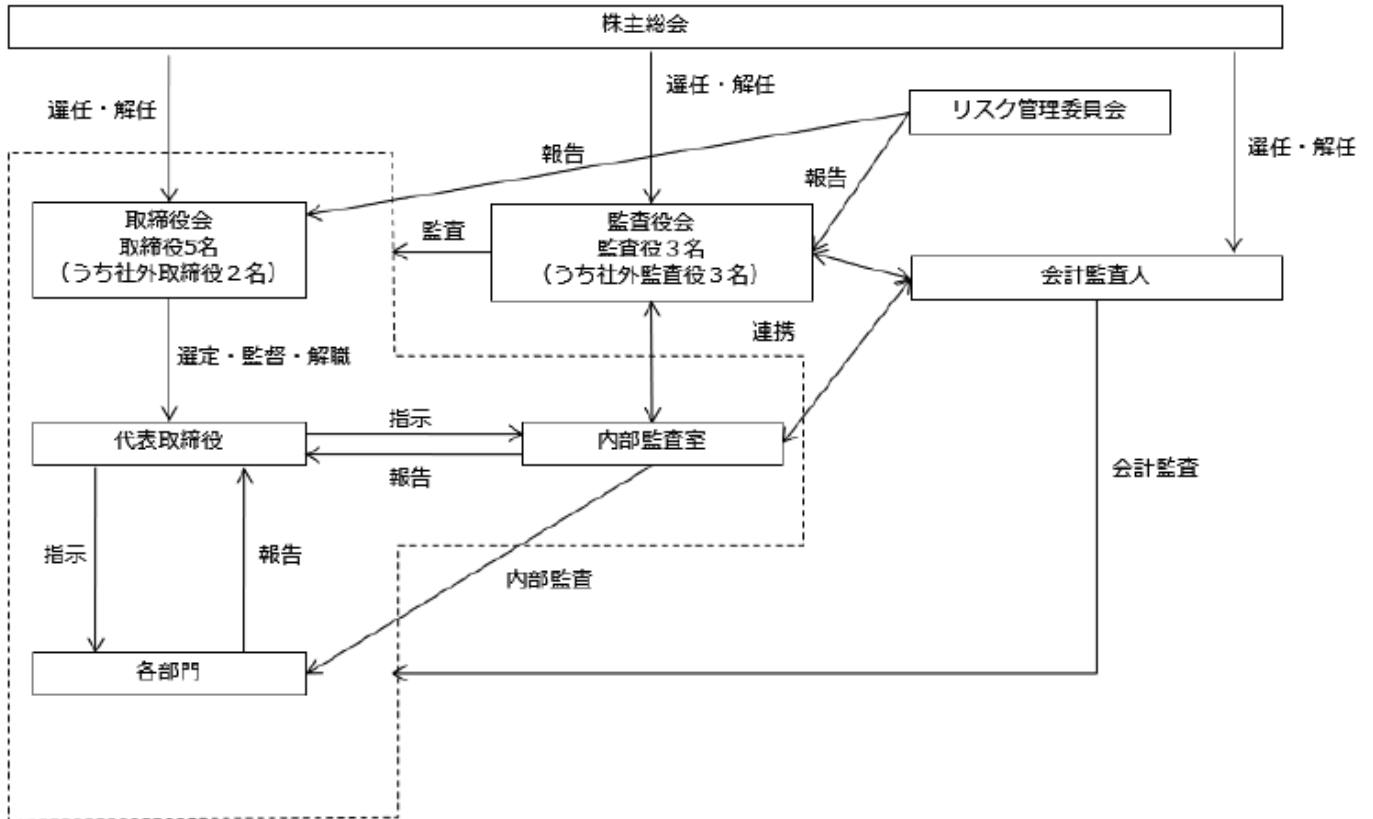 株主総会
選任・解任
選任・解任
リスク管理委員会
選任・解任
報告
報告
取締役会
取締役5名
（うち社外取締役２名）
監査
監査役会
監査役３名
（うち社外監査役３名）
会計監査人
連携
選定・監督・解職
代表取締役
指示
報告
内部監査室
会計監査
指示
報告
内部監査
各部門